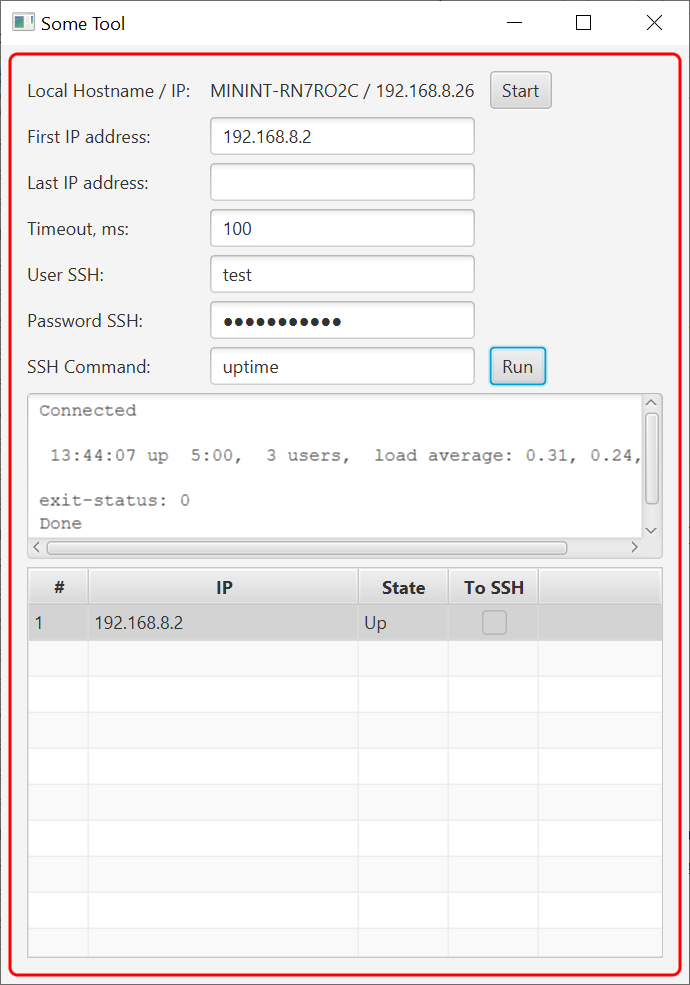 Some Tool
Local Hostname / IP: MININT-RN7RO2C / 192.168.8.26 Start
First IP address: 192.168.8.2
Last IP address:
Timeout, ms: 100
User SSH: test
Password SSH: ●●●●●●●●●●●
SSH Command: uptime Run
Connected
13:44:07 up  5:00,  3 users,  load average: 0.31, 0.24,
exit-status: 0
Done
# IP State To SSH
1 192.168.8.2 Up